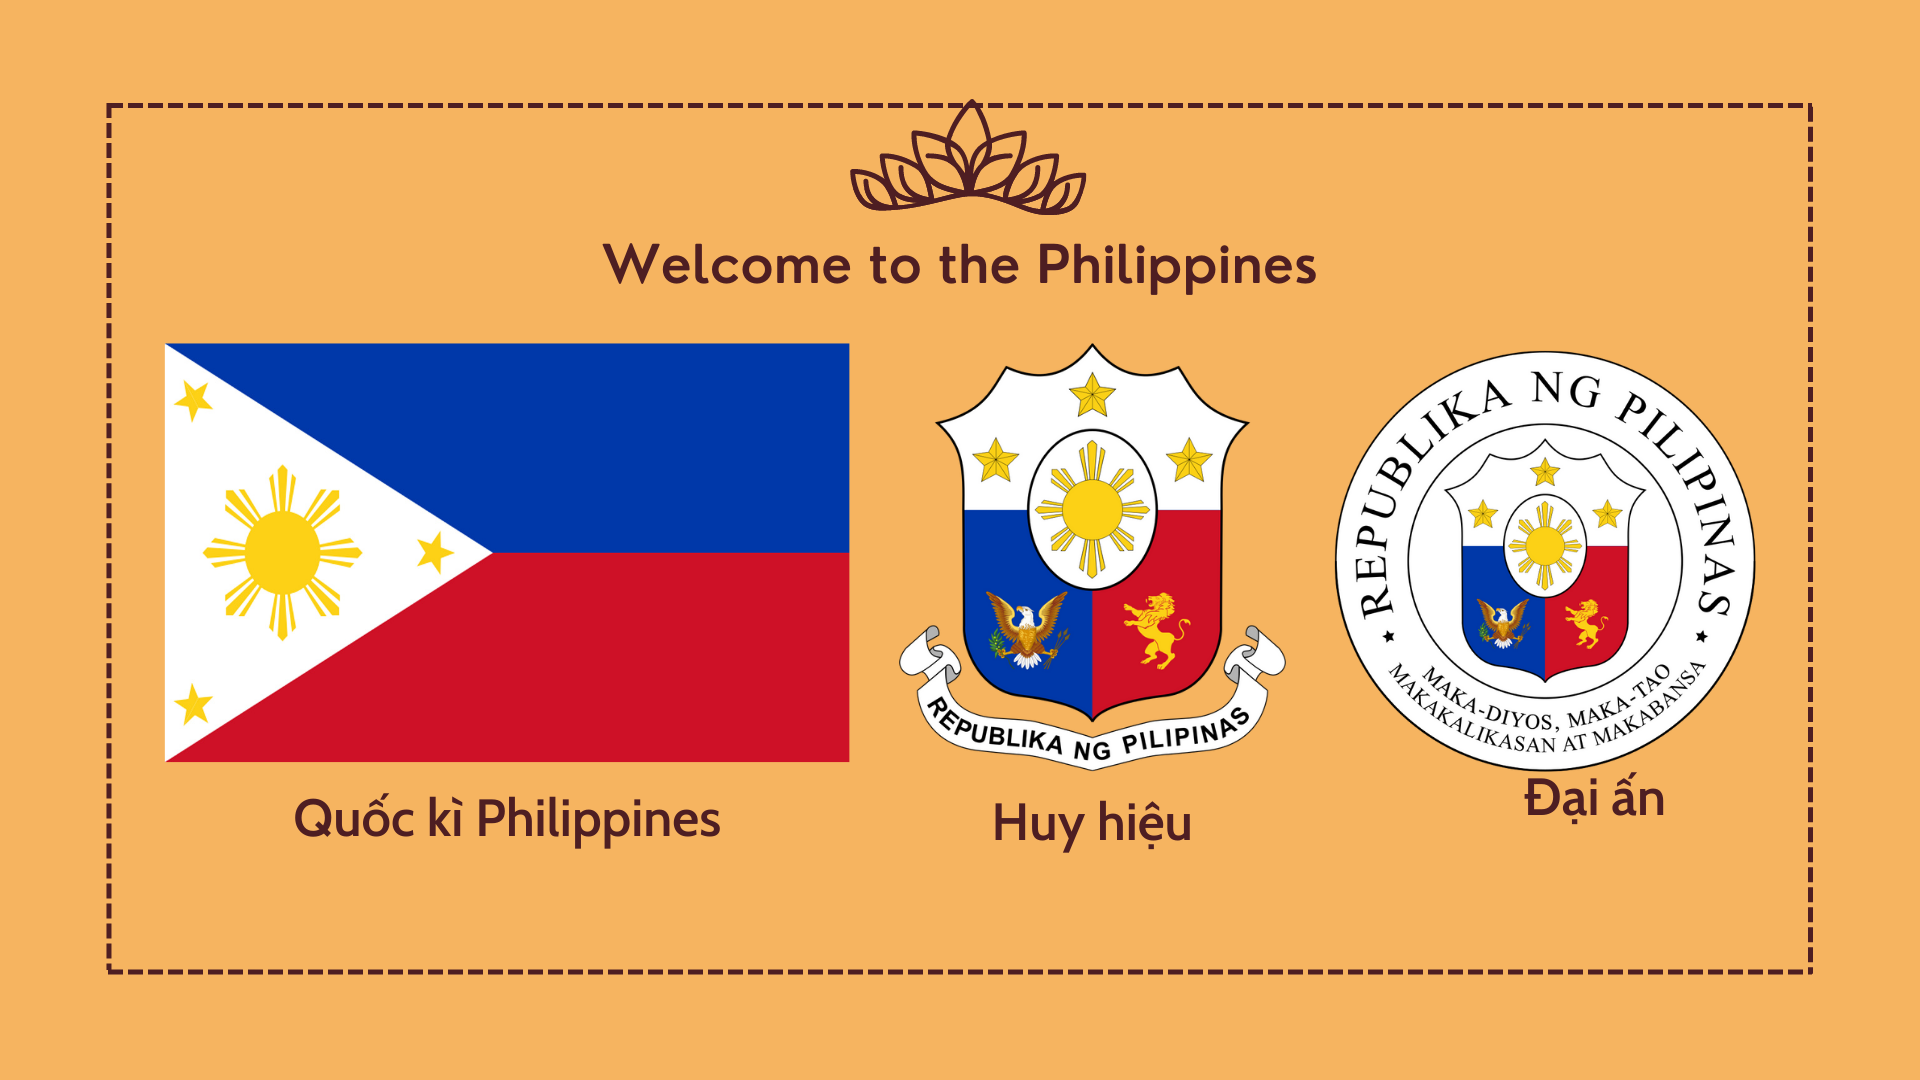 Welcome to the Philippines
REPUBLIKA NG PILIPINAS
REPUBLIKA NG PILIPINAS
MAKA-DIYOS, MAKA-TAO
MAKAKALIKASAN AT MAKABANSA
Quốc kì Philippines
Huy hiệu
Đại ấn